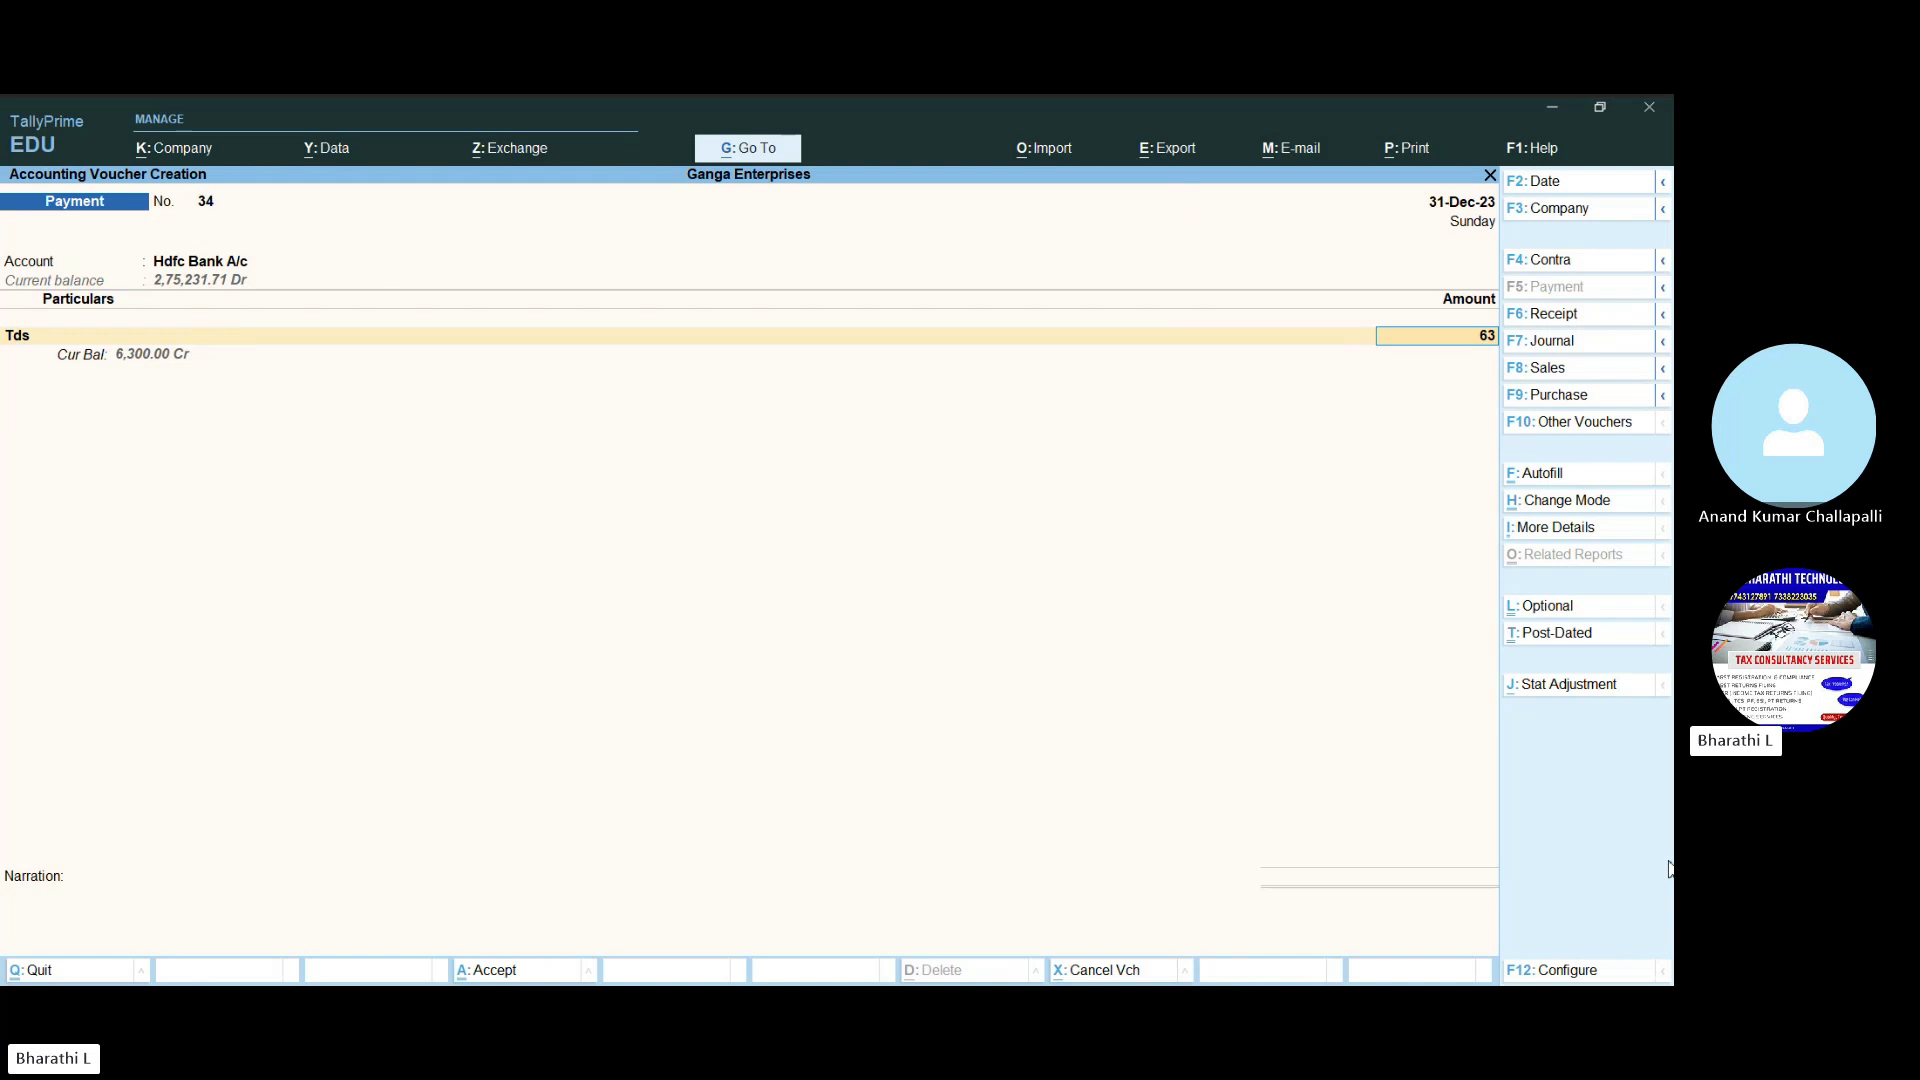 TallyPrime
EDU
MANAGE
K: Company
Y: Data
Z: Exchange
G: Go To
O: Import
E: Export
M: E-mail
P: Print
F1: Help
Accounting Voucher Creation
Ganga Enterprises
Payment No. 34
31-Dec-23
Sunday
Account : Hdfc Bank A/c
Current balance : 2,75,231.71 Dr
Particulars
Amount
Tds
63
Cur Bal: 6,300.00 Cr
Narration:
F2: Date
F3: Company
F4: Contra
F5: Payment
F6: Receipt
F7: Journal
F8: Sales
F9: Purchase
F10: Other Vouchers
F: Autofill
H: Change Mode
I: More Details
O: Related Reports
L: Optional
T: Post-Dated
J: Stat Adjustment
F12: Configure
Q: Quit
A: Accept
D: Delete
X: Cancel Vch
Anand Kumar Challapalli
7338223035
TAX CONSULTANCY SERVICES
Bharathi L
Bharathi L